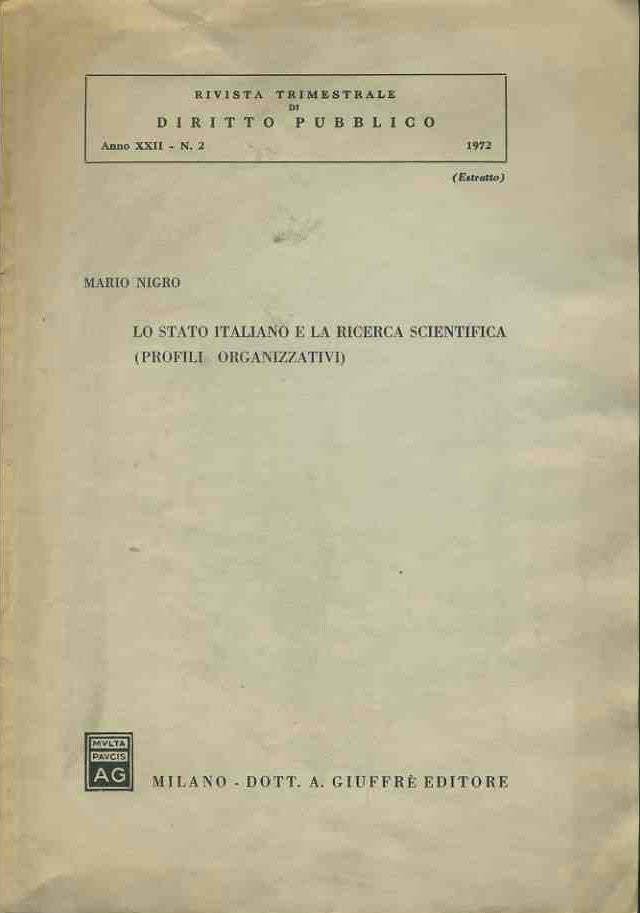 RIVISTA TRIMESTRALE
DI
DIRITTO PUBBLICO
Anno XXII - N. 2 1972
(Estratto)
MARIO NIGRO
LO STATO ITALIANO E LA RICERCA SCIENTIFICA
(PROFILI ORGANIZZATIVI)
MVLTA
PAVCIS
AG
MILANO - DOTT. A. GIUFFRÈ EDITORE